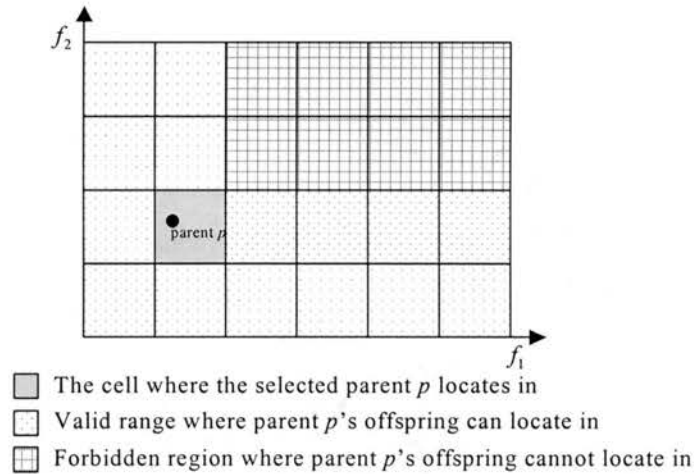 f₂
parent p
f₁
The cell where the selected parent p locates in
Valid range where parent p's offspring can locate in
Forbidden region where parent p's offspring cannot locate in